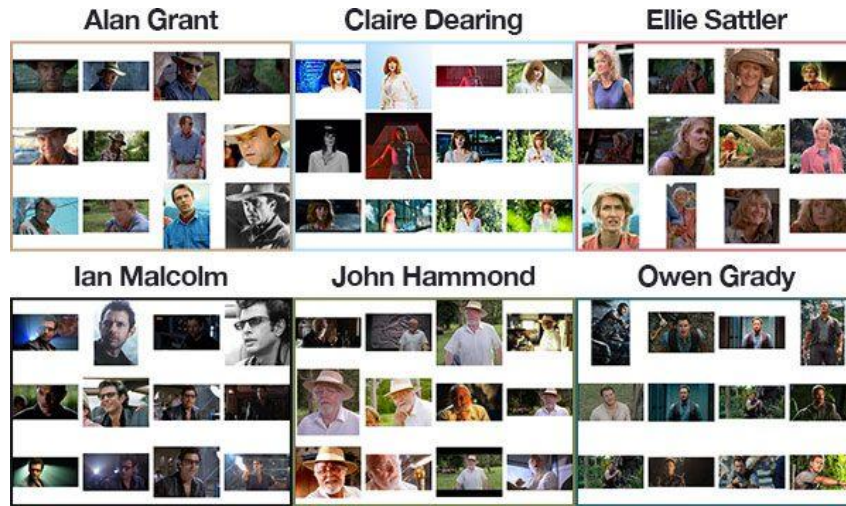 Alan Grant
Claire Dearing
Ellie Sattler
Ian Malcolm
John Hammond
Owen Grady